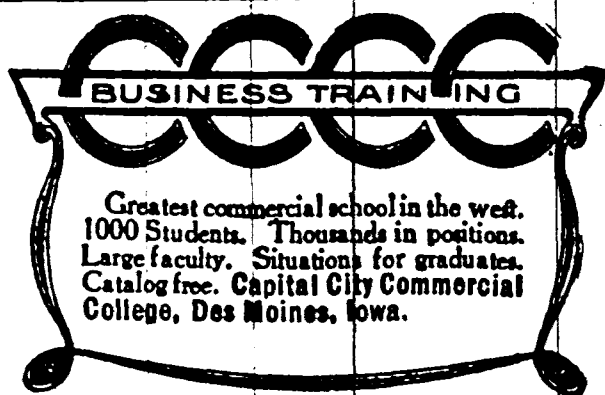 CCCC
BUSINESS TRAINING
Greatest commercial school in the west.
1000 Students. Thousands in positions.
Large faculty. Situations for graduates.
Catalog free. Capital City Commercial
College, Des Moines, Iowa.